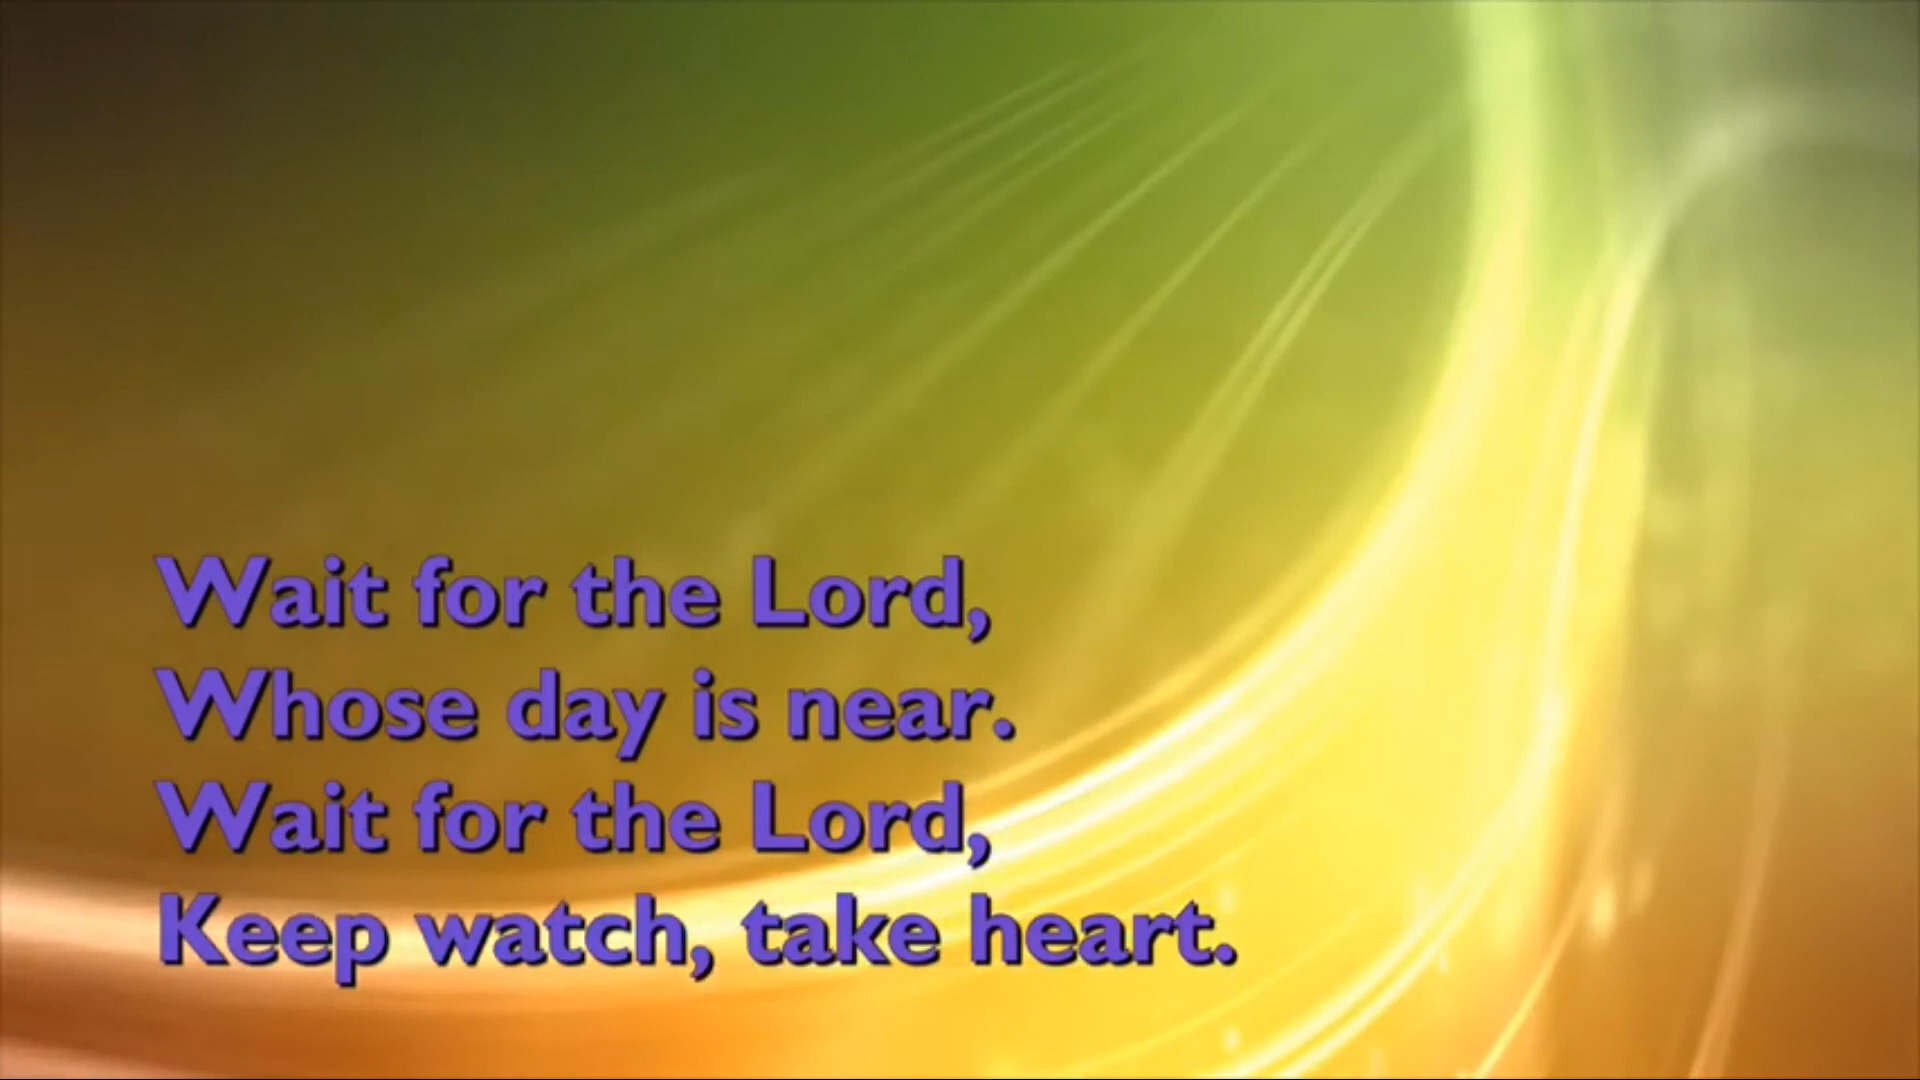 Wait for the Lord,
Whose day is near.
Wait for the Lord,
Keep watch, take heart.